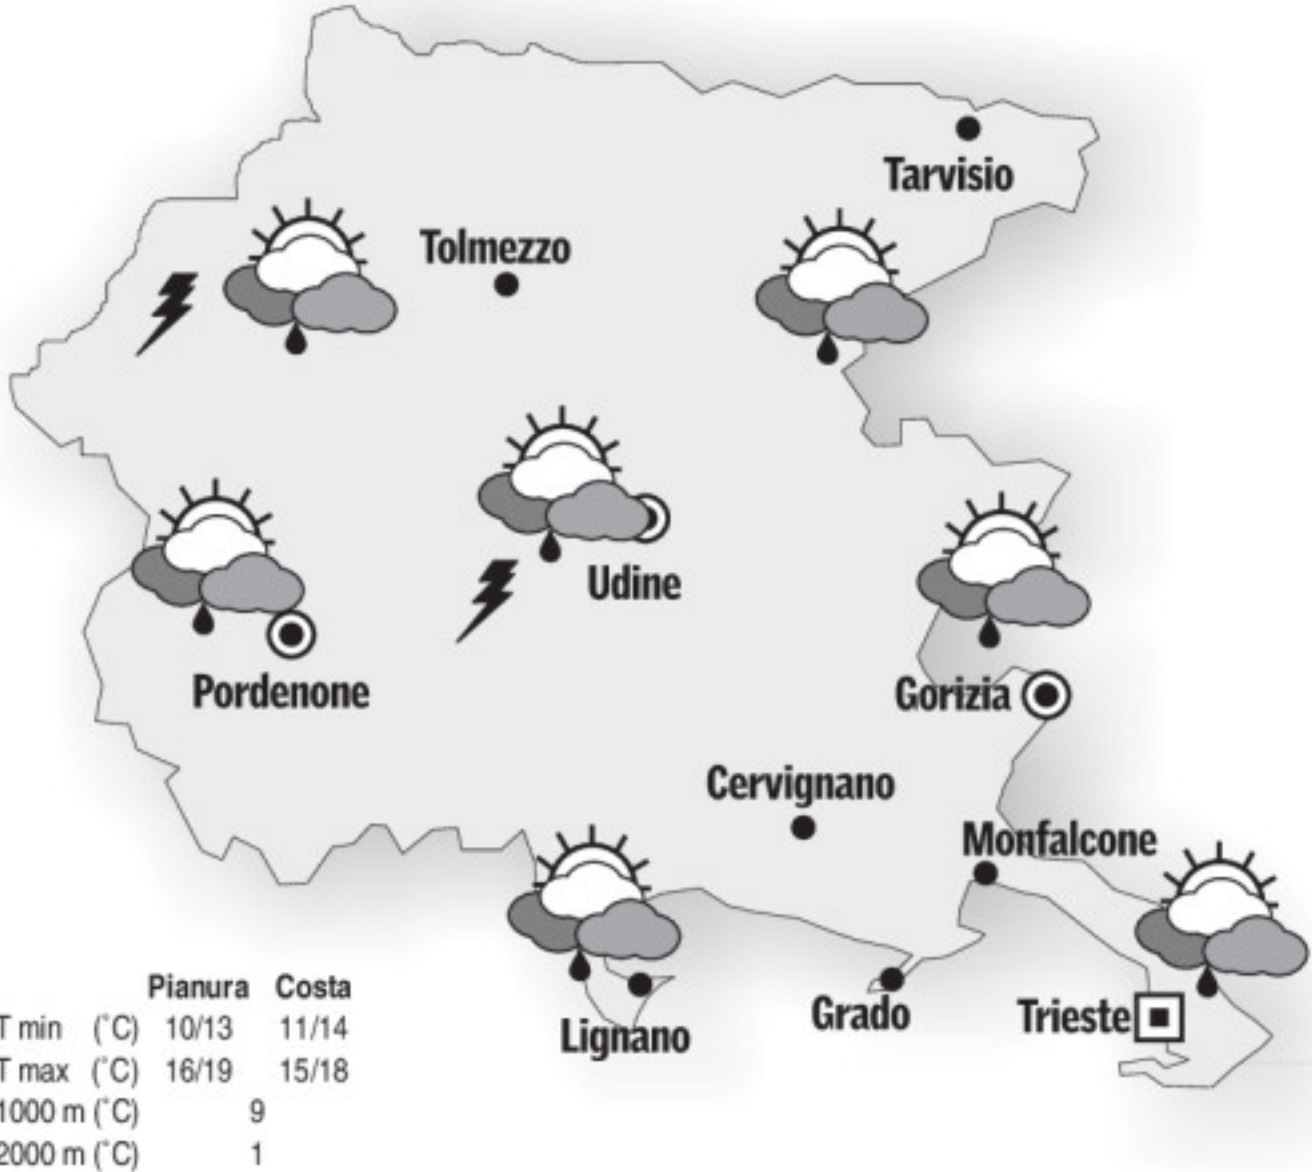 Tarvisio
Tolmezzo
Udine
Pordenone
Gorizia
Cervignano
Monfalcone
Grado
Trieste
Lignano
Pianura Costa
T min (°C) 10/13 11/14
T max (°C) 16/19 15/18
1000 m (°C) 9
2000 m (°C) 1